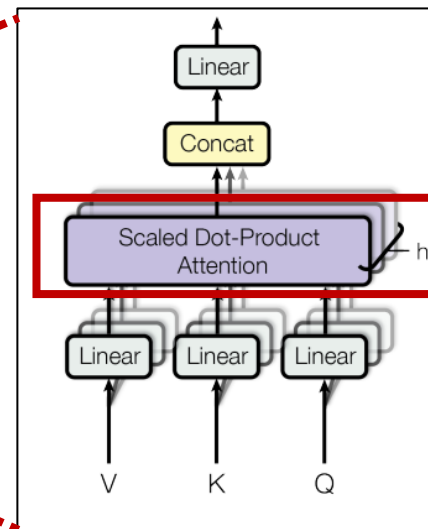 Linear
Concat
Scaled Dot-Product
Attention
h
Linear Linear Linear
V K Q